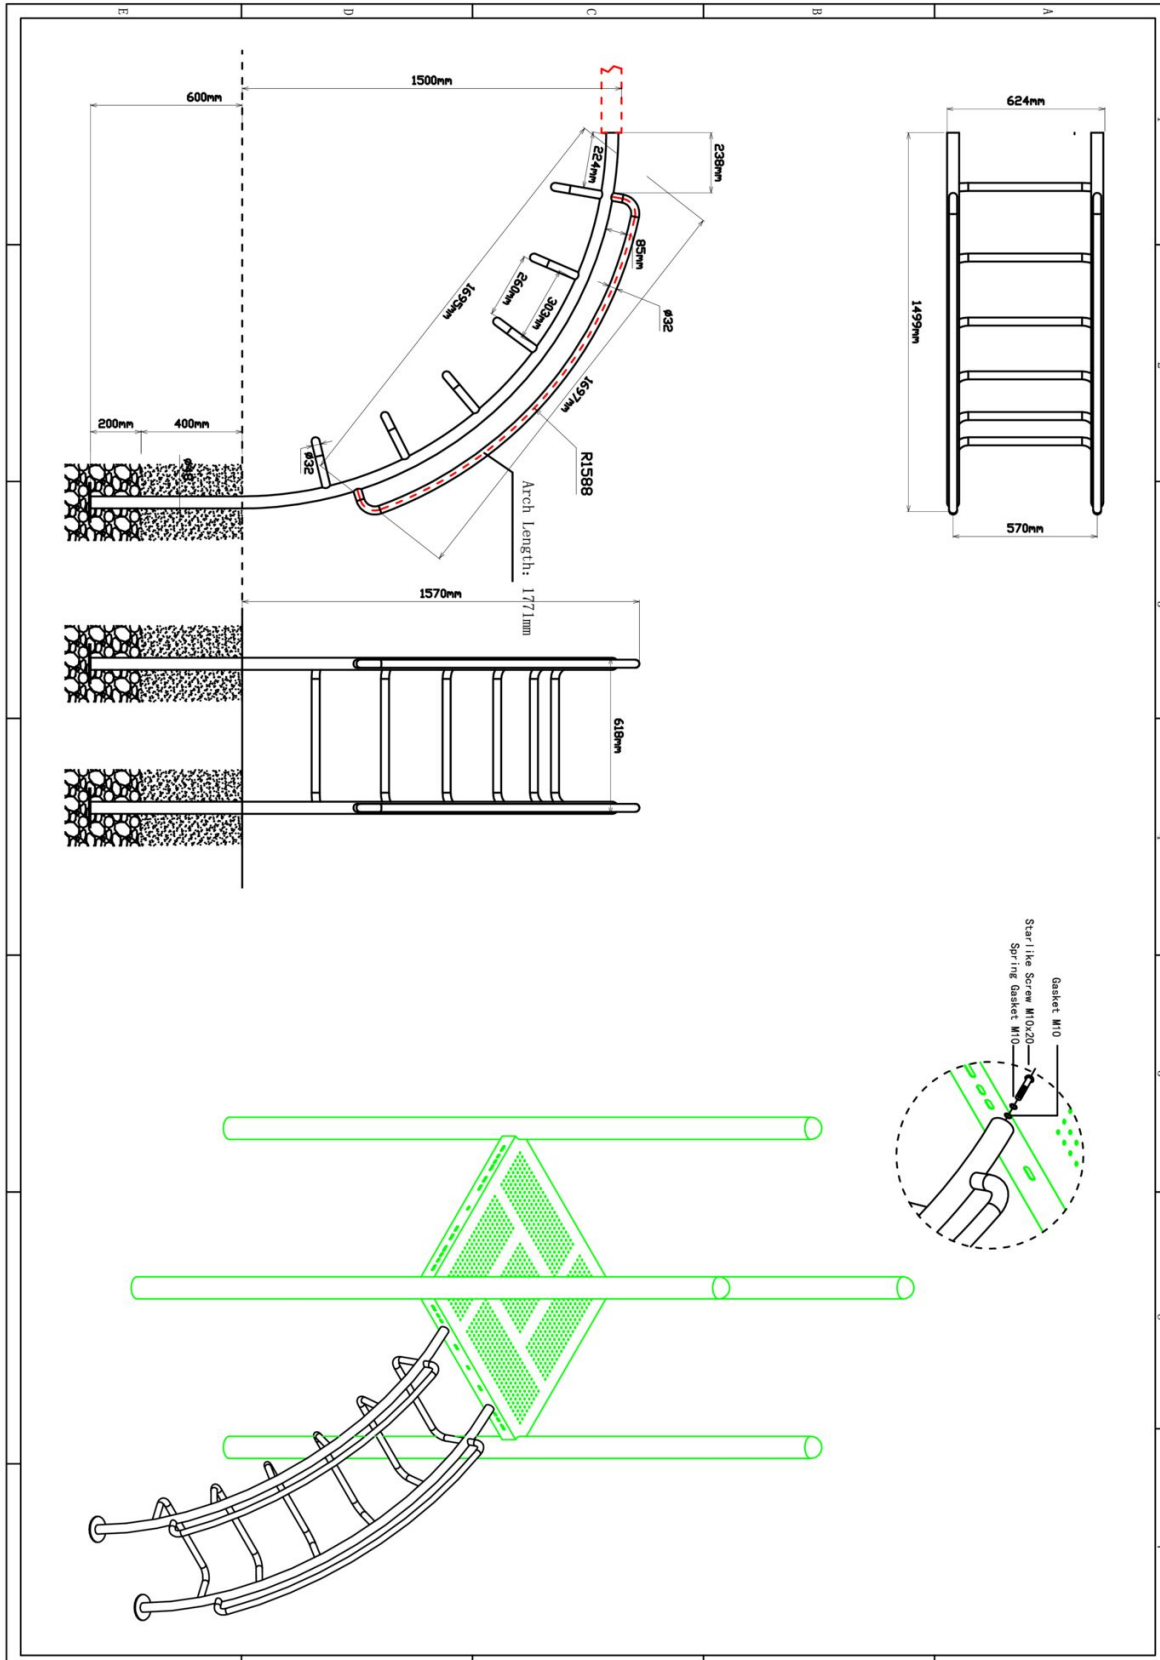 E
D
C
B
A
1500mm
600mm
624mm
238mm
224mm
85mm
ø32
1695mm
260mm
303mm
1499mm
1697mm
200mm
400mm
ø32
R1588
Arch Length: 1771mm
570mm
1570mm
618mm
Gasket M10
Starlike Screw M10x20
Spring Gasket M10